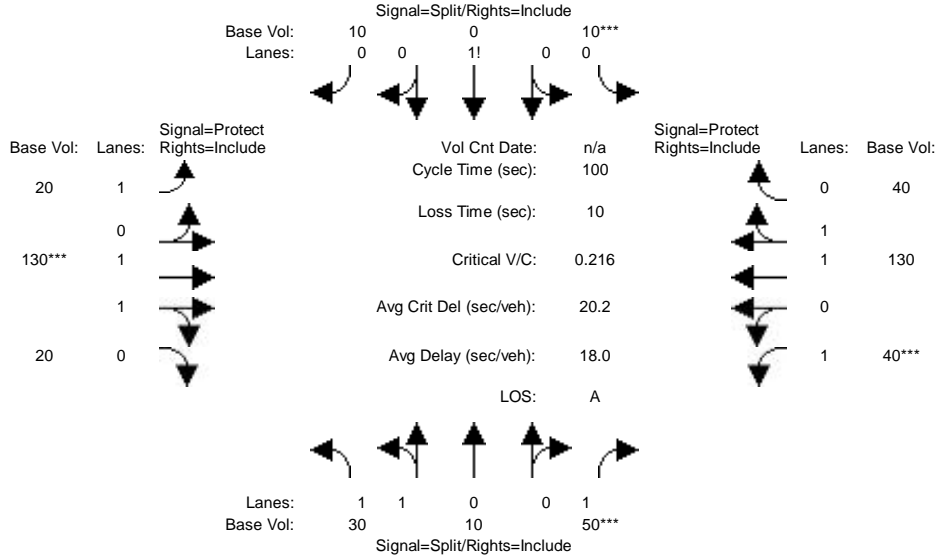 Signal=Split/Rights=Include
Base Vol: 10 0 10***
Lanes: 0 0 1! 0 0
Signal=Protect
Base Vol: Lanes: Rights=Include
Vol Cnt Date: n/a
Signal=Protect
Rights=Include Lanes: Base Vol:
Cycle Time (sec): 100
20 1
0 40
Loss Time (sec): 10
0
1
130*** 1
Critical V/C: 0.216
1 130
1
Avg Crit Del (sec/veh): 20.2
0
20 0
Avg Delay (sec/veh): 18.0
1 40***
LOS: A
Lanes: 1 1 0 0 1
Base Vol: 30 10 50***
Signal=Split/Rights=Include